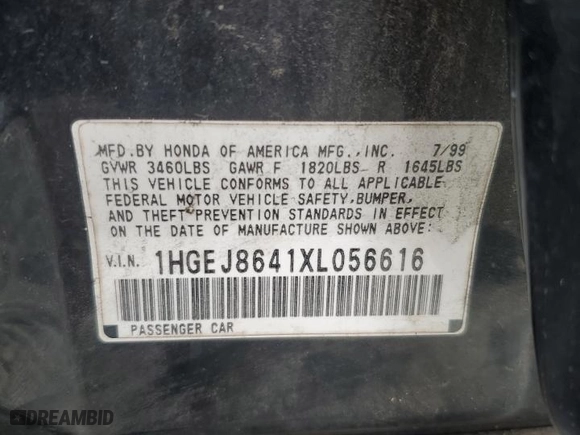 MFD.BY HONDA OF AMERICA MFG.,INC. 7/99
GVWR 3460LBS GAWR F 1820LBS R 1645LBS
THIS VEHICLE CONFORMS TO ALL APPLICABLE
FEDERAL MOTOR VEHICLE SAFETY,BUMPER,
AND THEFT PREVENTION STANDARDS IN EFFECT
ON THE DATE OF MANUFACTURE SHOWN ABOVE:
V.I.N. 1HGEJ8641XL056616
PASSENGER CAR
DREAMBID